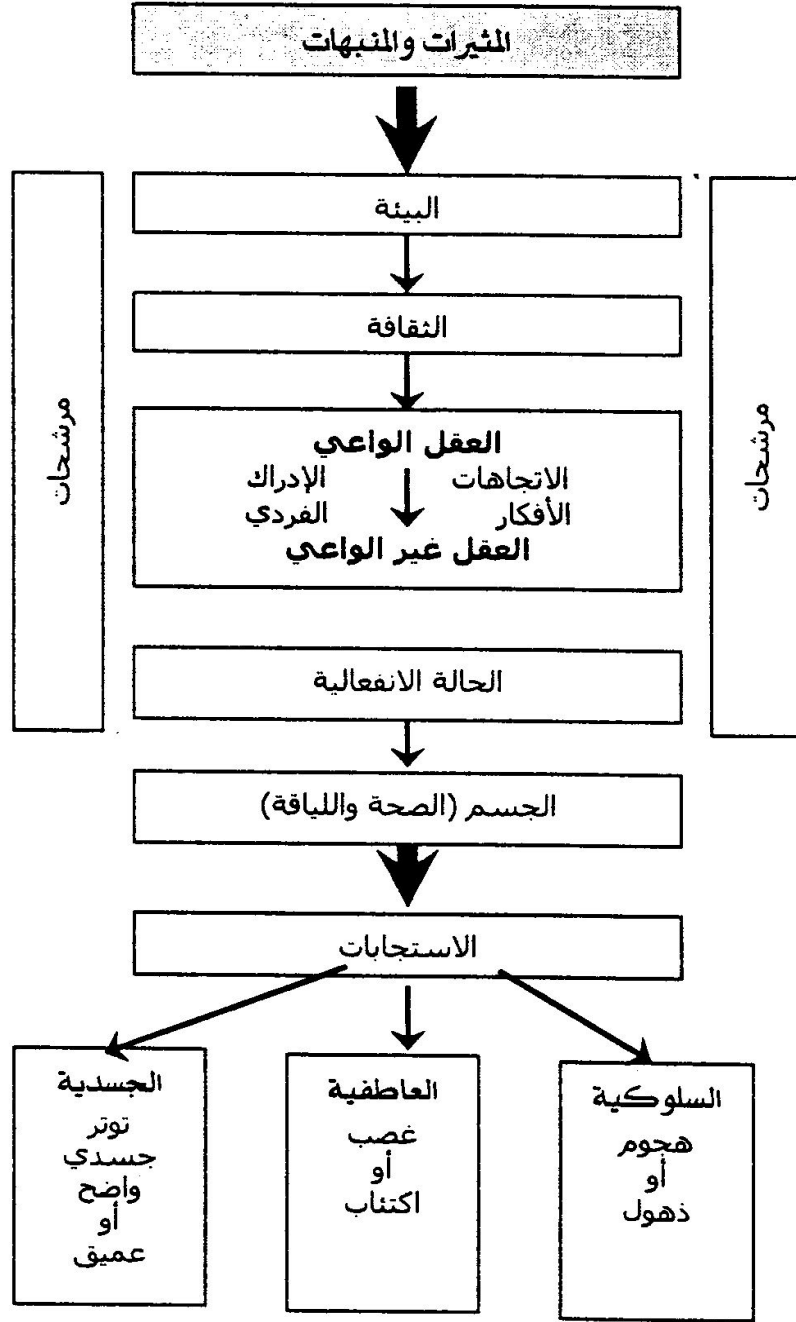 المثيرات والمنبهات
مرشحات
مرشحات
البيئة
الثقافة
العقل الواعي
الاتجاهات الإدراك
الأفكار الفردي
العقل غير الواعي
الحالة الانفعالية
الجسم (الصحة واللياقة)
الاستجابات
السلوكية
هجوم
أو
ذهول
العاطفية
غصب
أو
اكتئاب
الجسدية
توتر
جسدي
واضح
أو
عميق